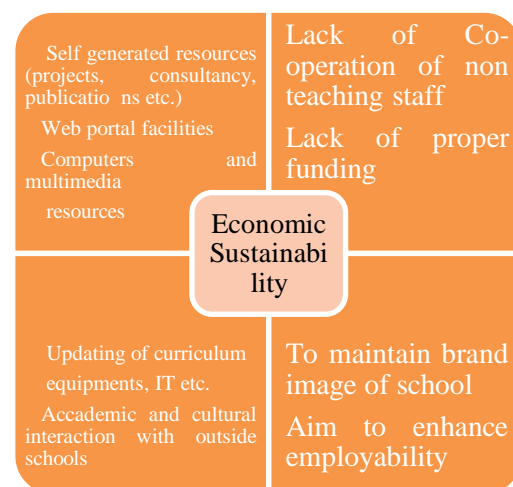 Self generated resources
(projects, consultancy,
publicatio ns etc.)
Web portal facilities
Computers and
multimedia
resources
Lack of Co-
operation of non
teaching staff
Lack of proper
funding
Economic
Sustainabi
lity
Updating of curriculum
equipments, IT etc.
Accademic and cultural
interaction with outside
schools
To maintain brand
image of school
Aim to enhance
employability